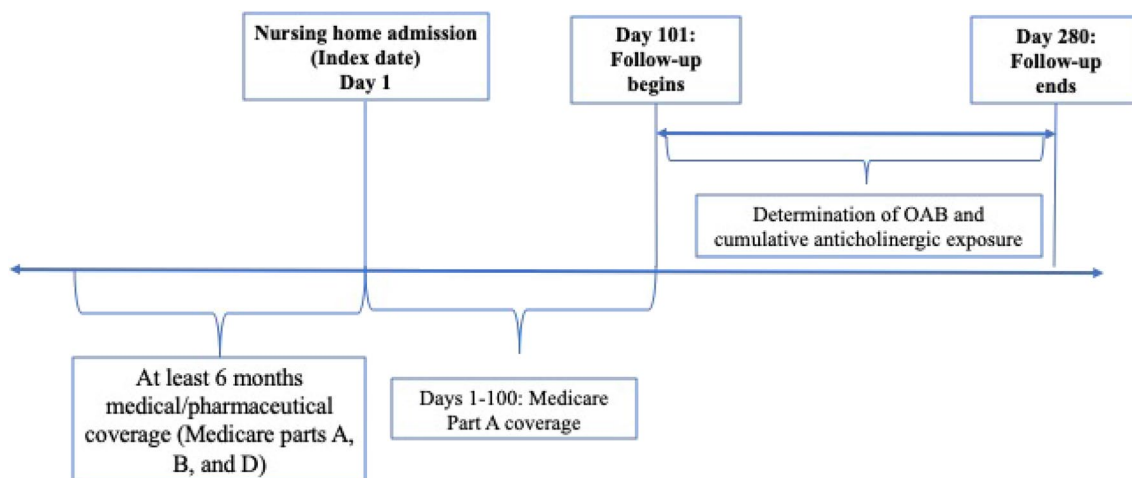 Nursing home admission
(Index date)
Day 1
Day 101:
Follow-up
begins
Day 280:
Follow-up
ends
Determination of OAB and
cumulative anticholinergic exposure
At least 6 months
medical/pharmaceutical
coverage (Medicare parts A,
B, and D)
Days 1-100: Medicare
Part A coverage